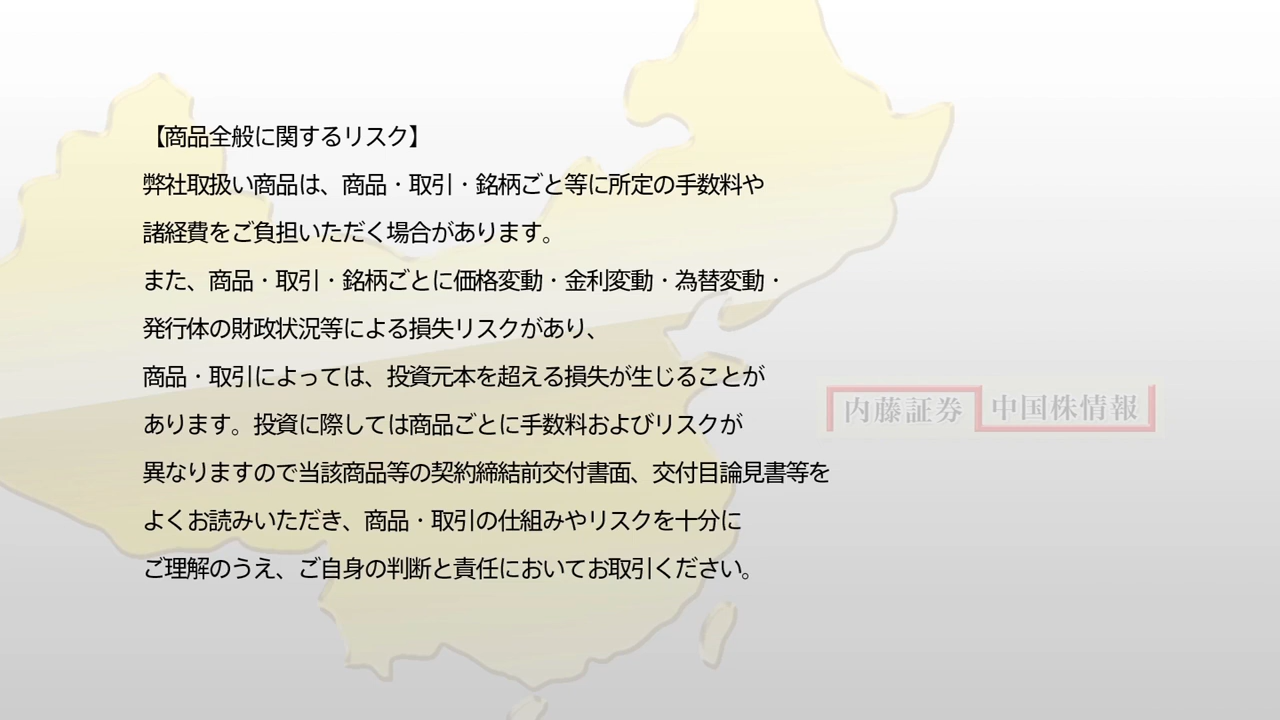 【商品全般に関するリスク】
弊社取扱い商品は、商品・取引・銘柄ごと等に所定の手数料や
諸経費をご負担いただく場合があります。
また、商品・取引・銘柄ごとに価格変動・金利変動・為替変動・
発行体の財政状況等による損失リスクがあり、
商品・取引によっては、投資元本を超える損失が生じることが
あります。投資に際しては商品ごとに手数料およびリスクが
異なりますので当該商品等の契約締結前交付書面、交付目論見書等を
よくお読みいただき、商品・取引の仕組みやリスクを十分に
ご理解のうえ、ご自身の判断と責任においてお取引ください。
内藤証券 中国株情報